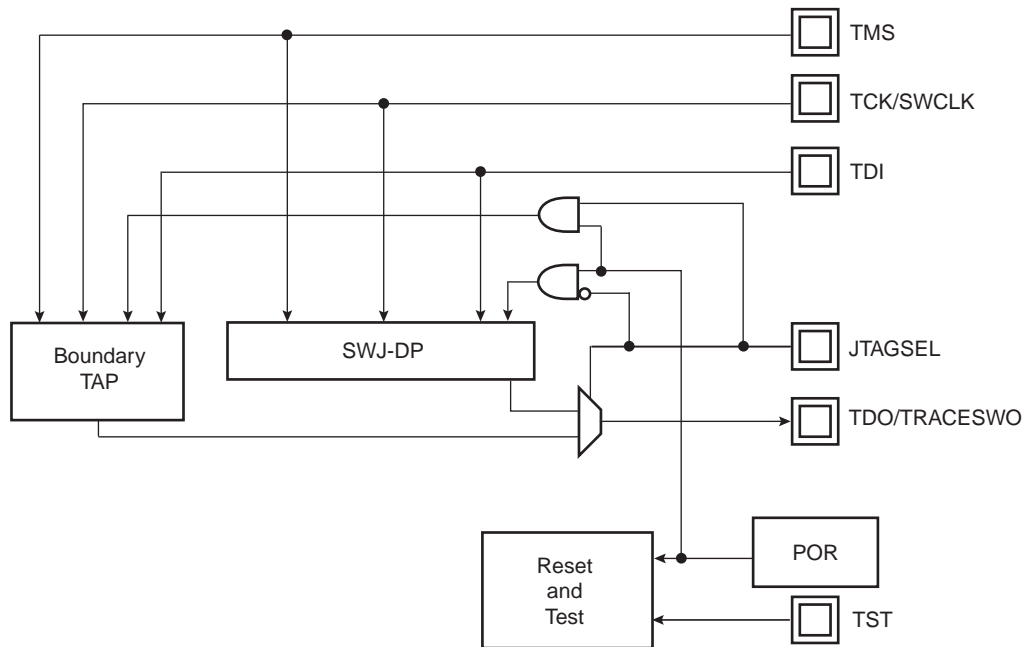 TMS
TCK/SWCLK
TDI
Boundary
TAP
SWJ-DP
JTAGSEL
TDO/TRACESWO
POR
Reset
and
Test
TST